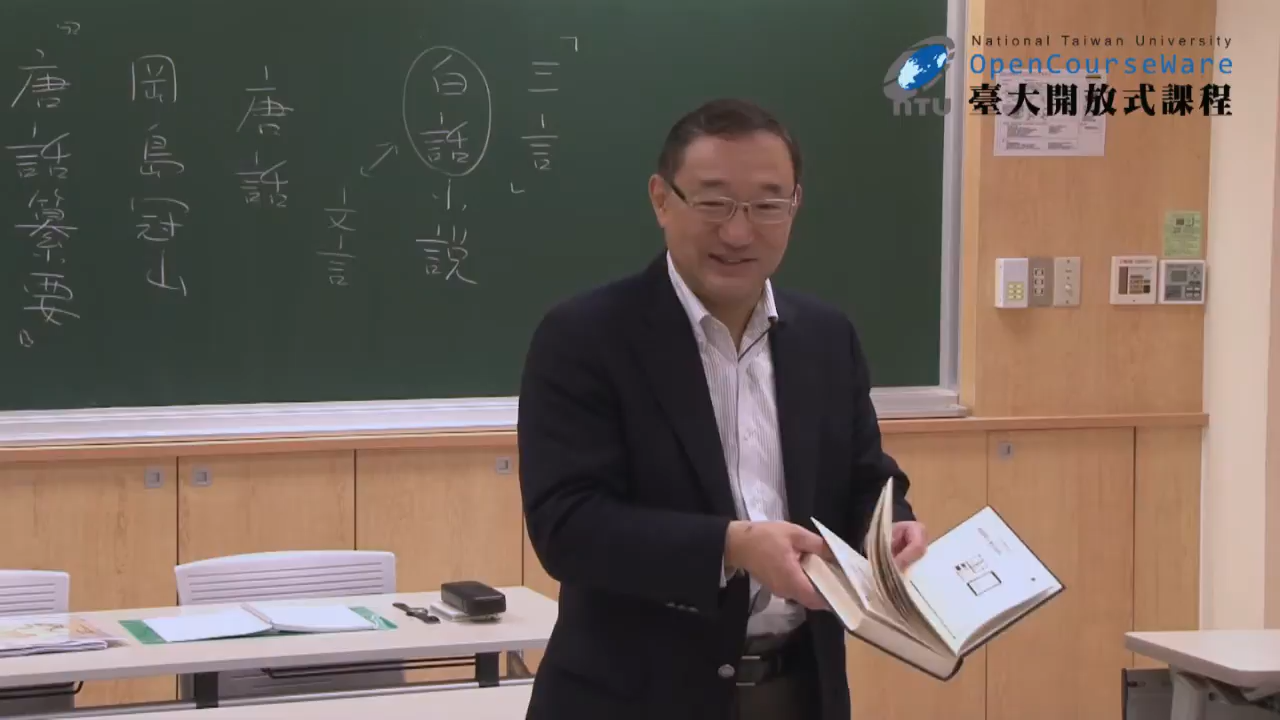 National Taiwan University
OpenCourseWare
臺大開放式課程
NTU
「三言」
白話小說
文言
唐話
岡島冠山
『唐話纂要』